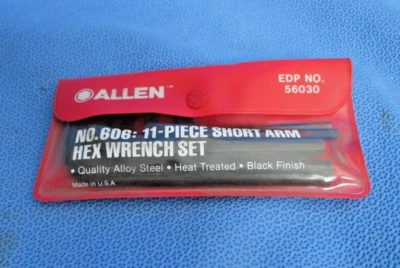 ALLEN™
EDP NO.
56030
NO. 606: 11-PIECE SHORT ARM
HEX WRENCH SET
• Quality Alloy Steel • Heat Treated • Black Finish
Made in U.S.A